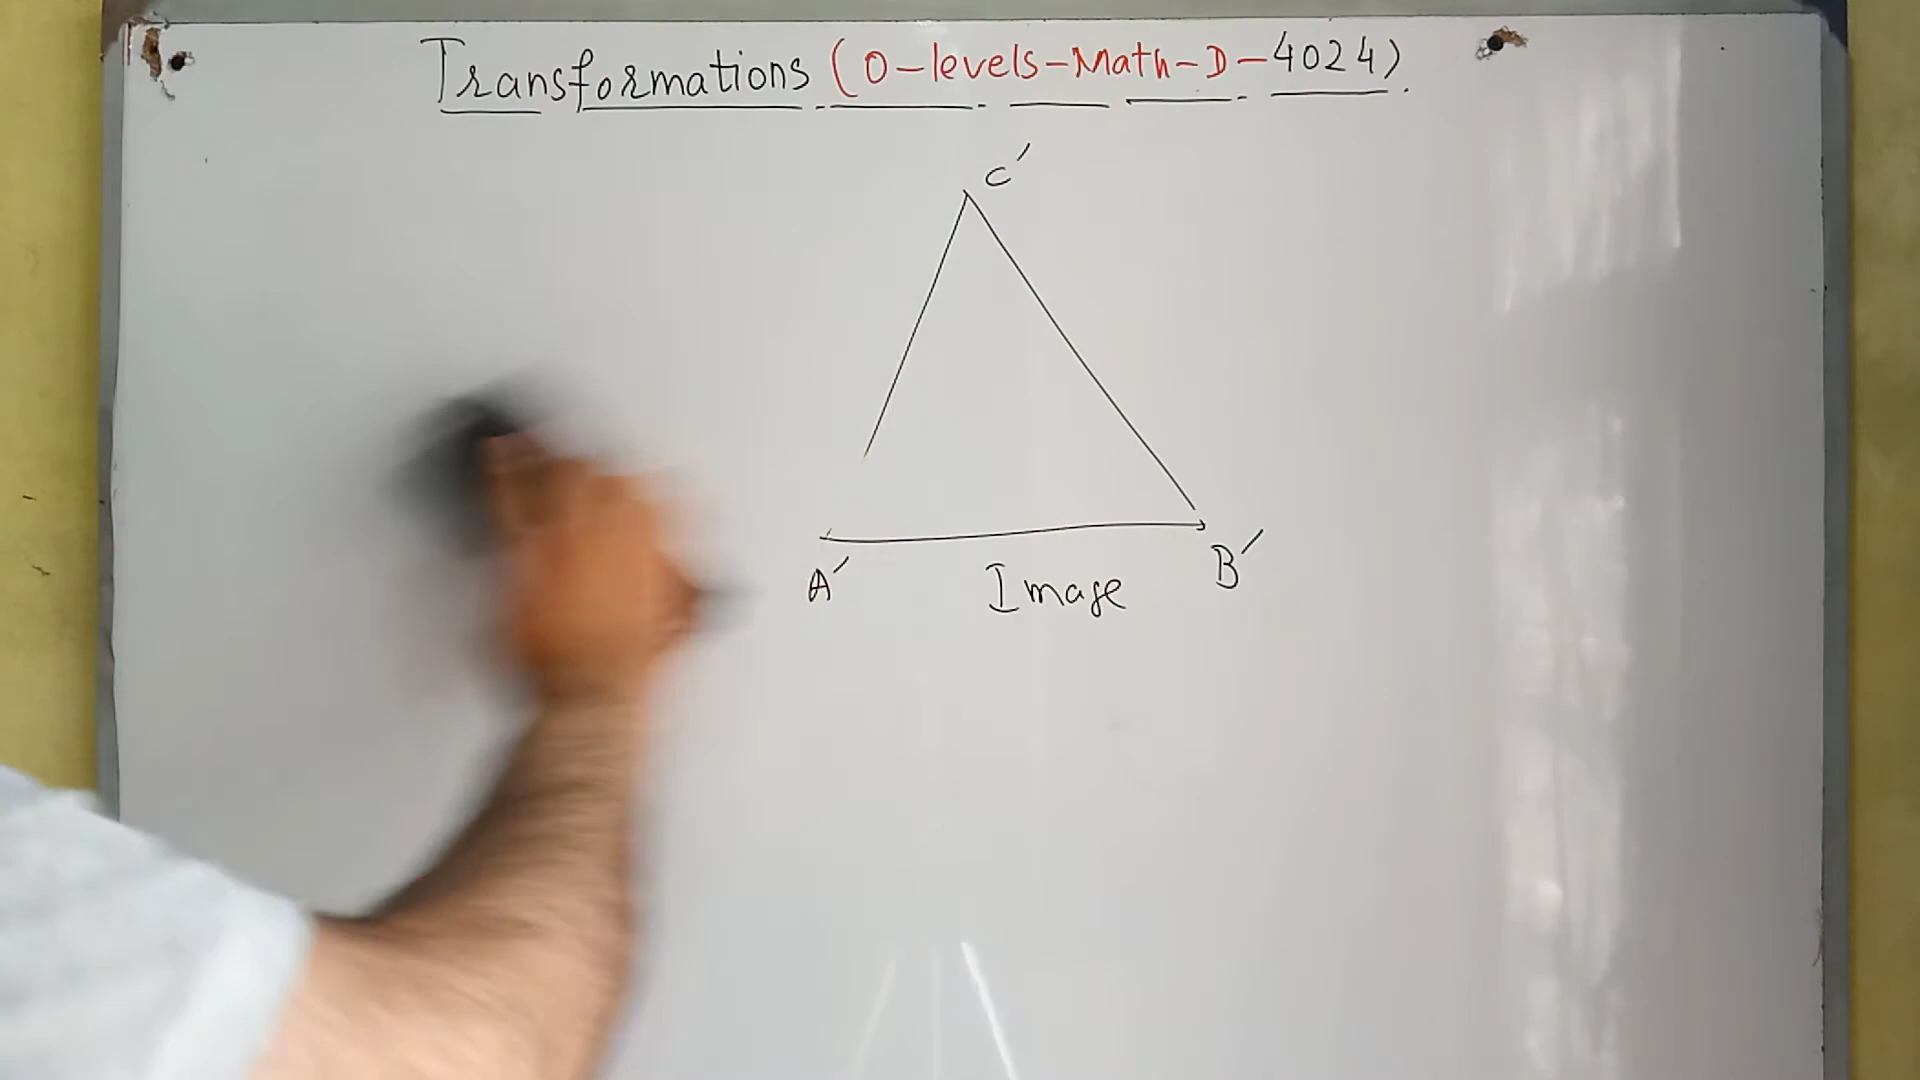 Transformations (O-levels-Math-D-4024).
C′
A′
B′
Image